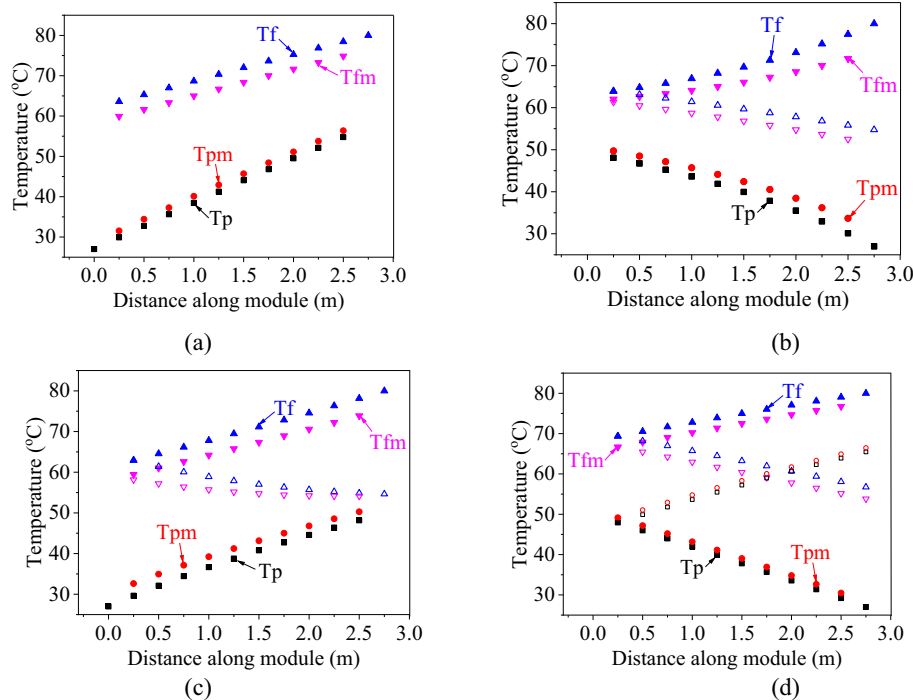 80
70
60
50
40
30
Temperature (ºC)
Tf
Tfm
Tpm
Tp
0.0 0.5 1.0 1.5 2.0 2.5 3.0
Distance along module (m)
(a)
80
70
60
50
40
30
Temperature (ºC)
Tf
Tfm
Tp
Tpm
0.0 0.5 1.0 1.5 2.0 2.5 3.0
Distance along module (m)
(b)
80
70
60
50
40
30
Temperature (ºC)
Tf
Tfm
Tpm
Tp
0.0 0.5 1.0 1.5 2.0 2.5 3.0
Distance along module (m)
(c)
80
70
60
50
40
30
Temperature (ºC)
Tf
Tfm
Tp
Tpm
0.0 0.5 1.0 1.5 2.0 2.5 3.0
Distance along module (m)
(d)